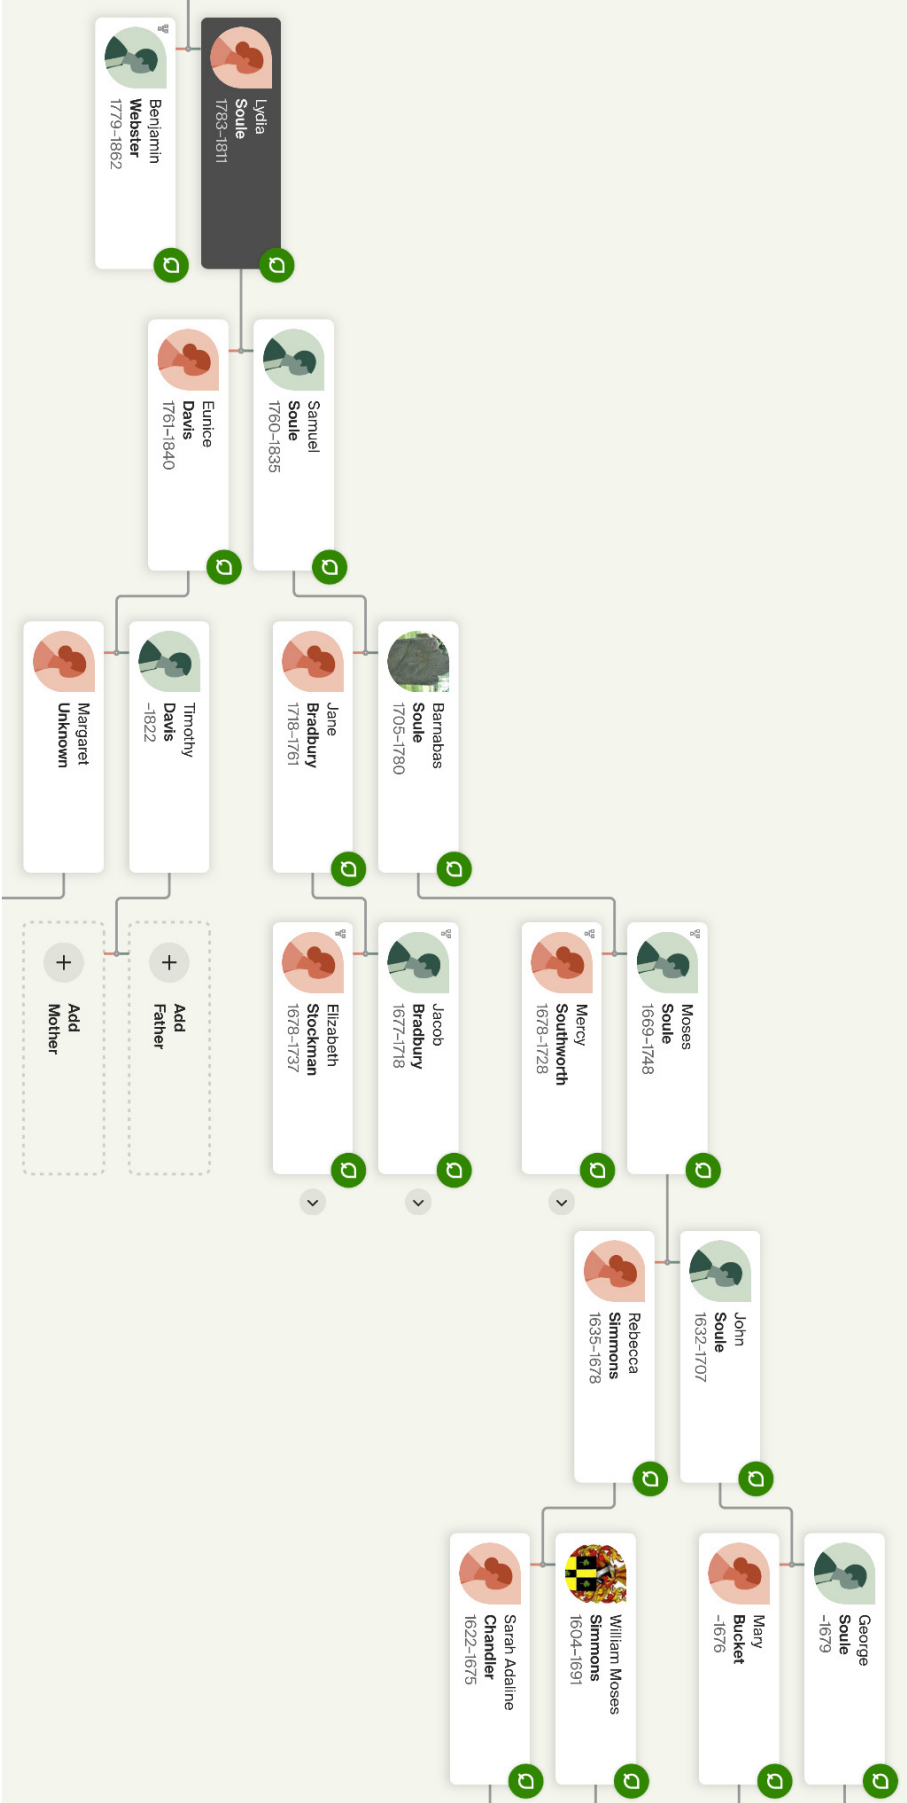 George
Soule
–1679
Mary
Bucket
–1676
William Moses
Simmons
1604–1691
Sarah Adaline
Chandler
1622–1675
John
Soule
1632–1707
Rebecca
Simmons
1635–1678
Moses
Soule
1669–1748
Mercy
Southworth
1678–1728
Jacob
Bradbury
1677–1718
Elizabeth
Stockman
1678–1737
Add
Father
Add
Mother
Barnabas
Soule
1705–1780
Jane
Bradbury
1718–1761
Timothy
Davis
–1822
Margaret
Unknown
Samuel
Soule
1760–1835
Eunice
Davis
1761–1840
Lydia
Soule
1783–1811
Benjamin
Webster
1779–1862